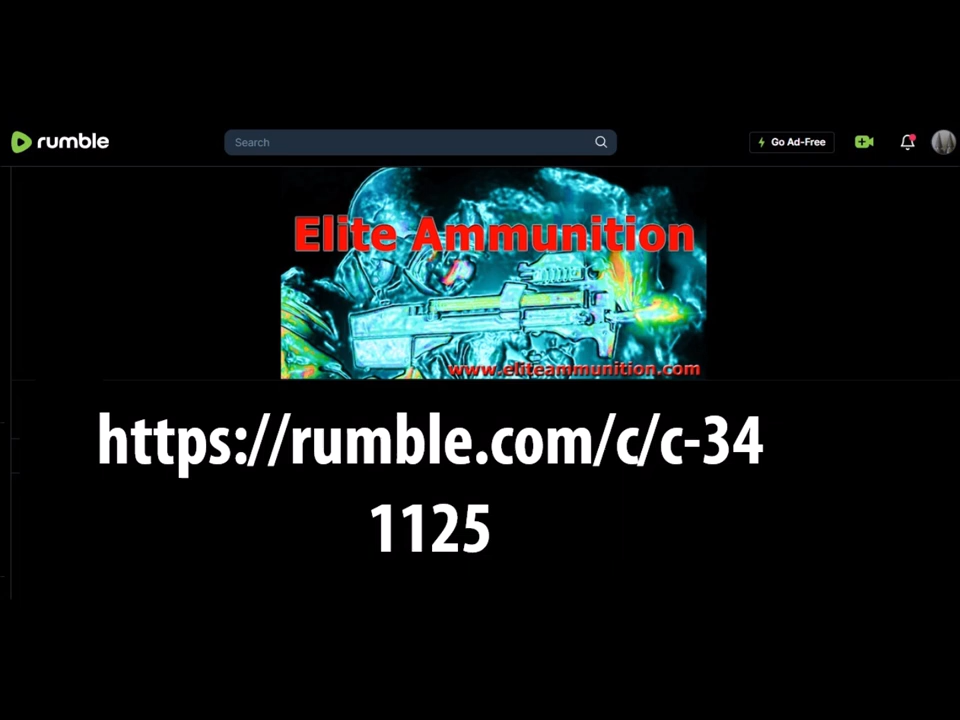 rumble
Search
Go Ad-Free
Elite Ammunition
www.eliteammunition.com
https://rumble.com/c/c-34
1125